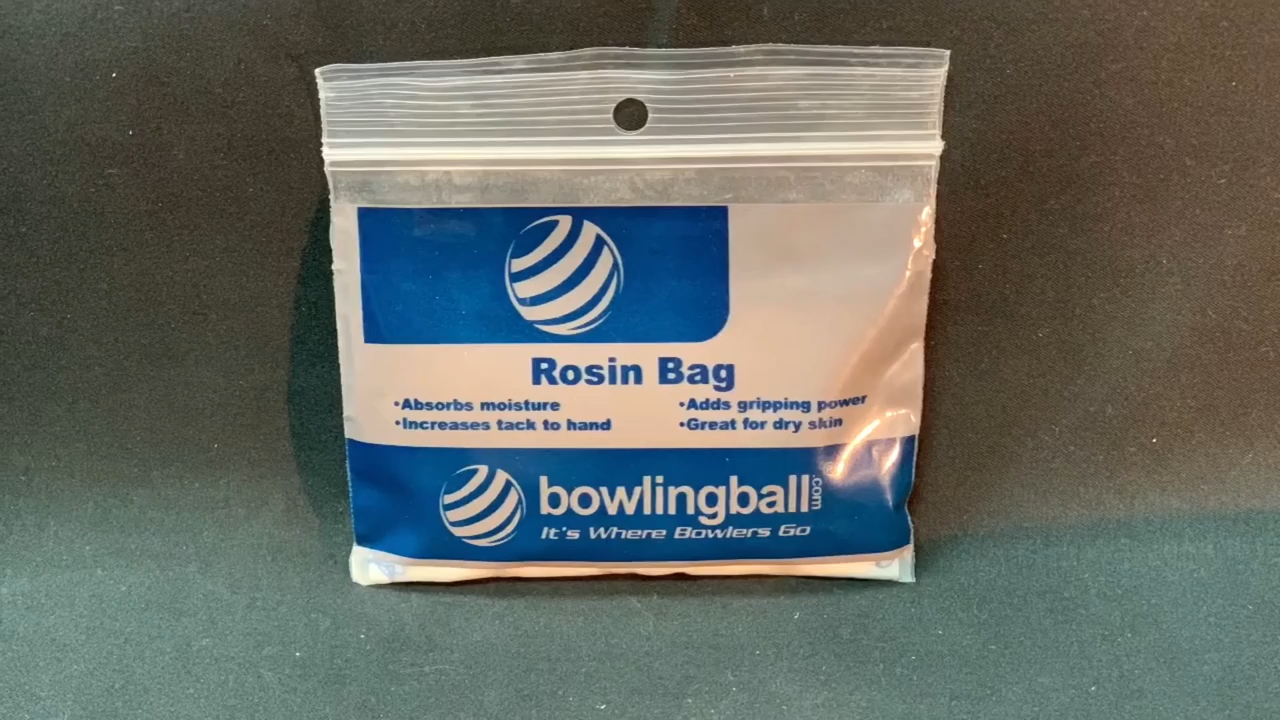 Rosin Bag
•Absorbs moisture
•Increases tack to hand
•Adds gripping power
•Great for dry skin
bowlingball.com
It's Where Bowlers Go